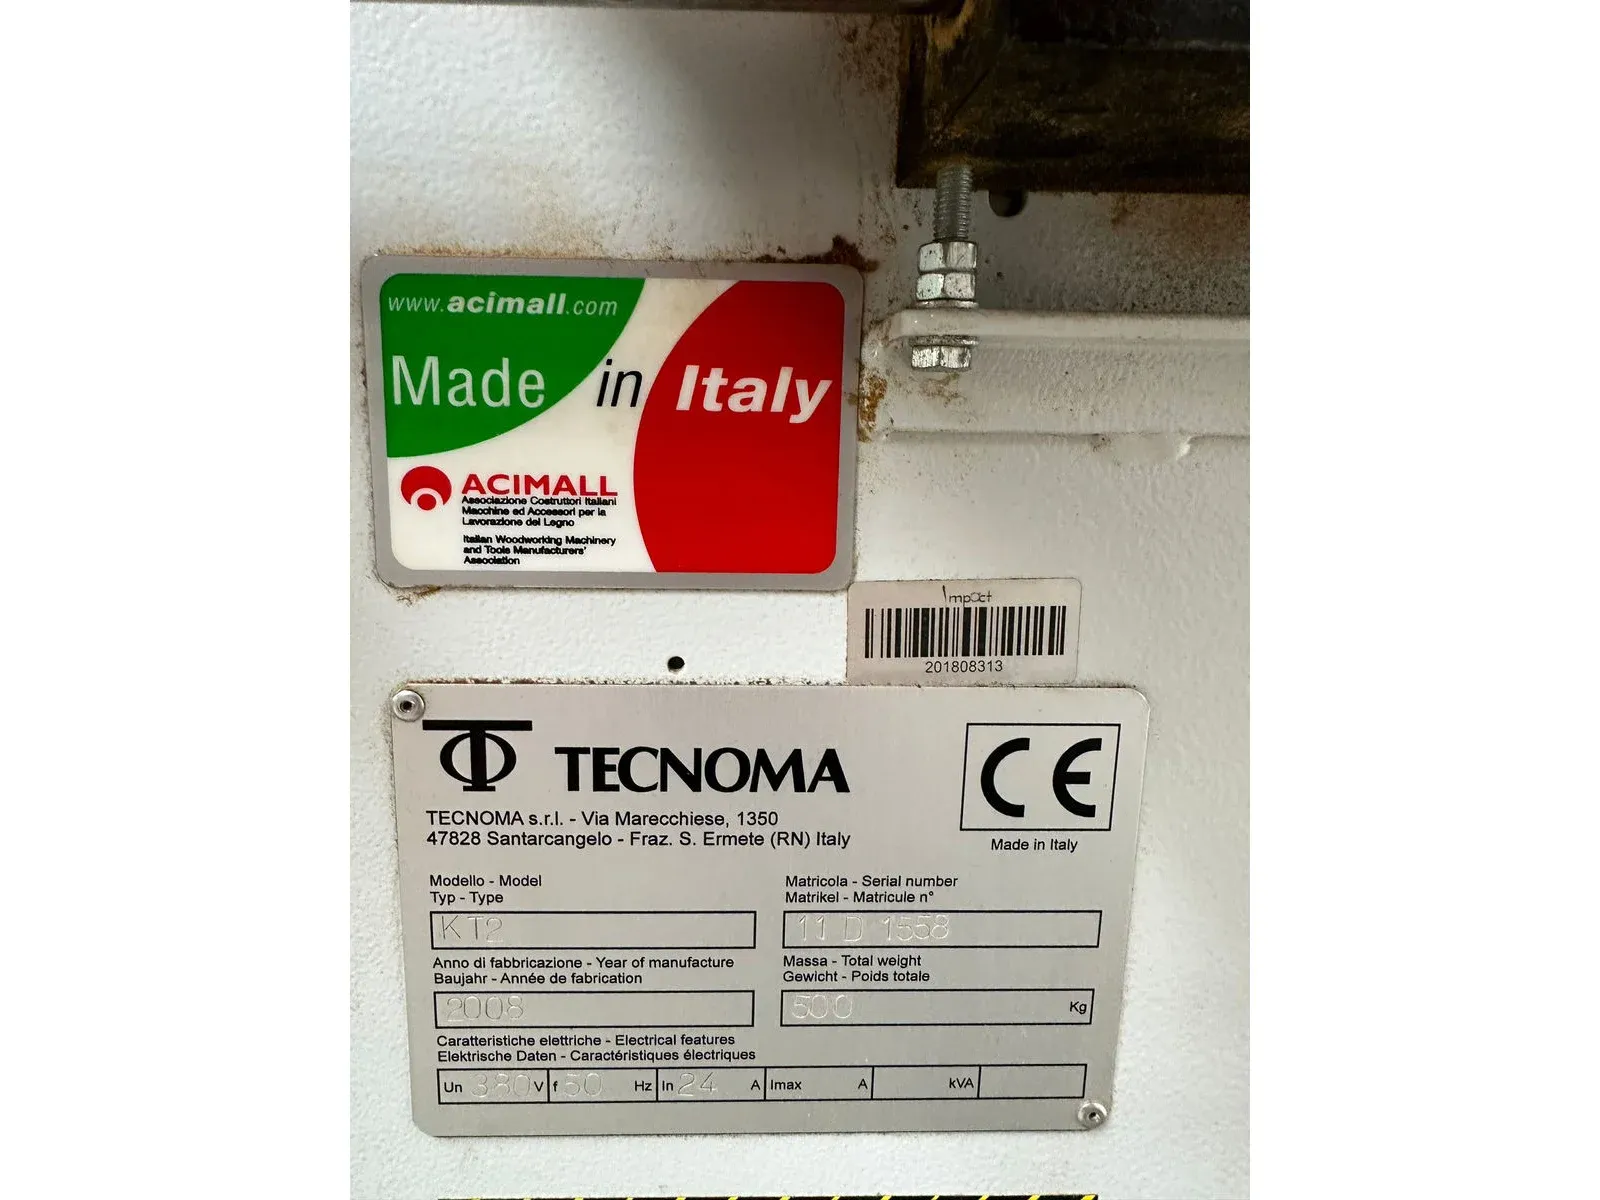 www.acimall.com
Made in Italy
ACIMALL
Associazione Costruttori Italiani
Macchine ed Accessori per la
Lavorazione del Legno
Italian Woodworking Machinery
and Tools Manufacturers'
Association
Impact
201808313
TECNOMA
CE
TECNOMA s.r.l. - Via Marecchiese, 1350
47828 Santarcangelo - Fraz. S. Ermete (RN) Italy
Made in Italy
Modello - Model
Typ - Type
KT2
Matricola - Serial number
Matrikel - Matricule n°
11 D 1558
Anno di fabbricazione - Year of manufacture
Baujahr - Année de fabrication
2008
Massa - Total weight
Gewicht - Poids totale
500 Kg
Caratteristiche elettriche - Electrical features
Elektrische Daten - Caractéristiques électriques
Un 380 V f 50 Hz In 24 A Imax A kVA